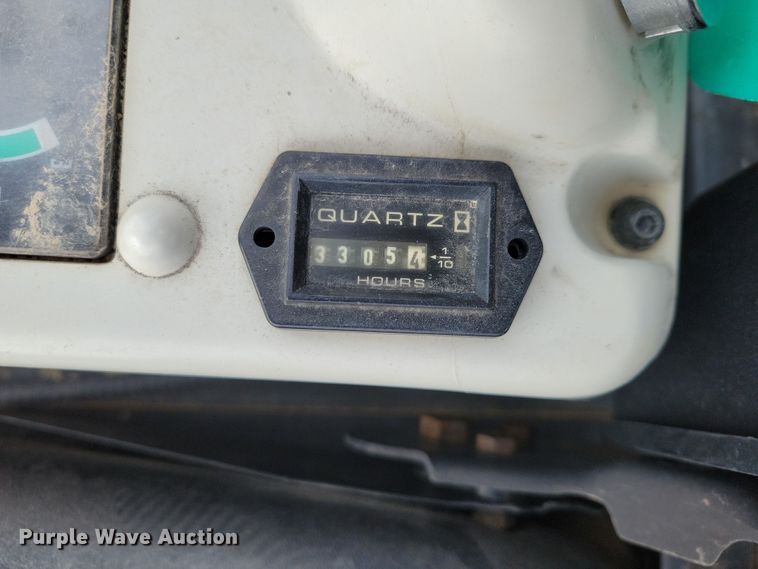 E
QUARTZ
33054 1/10
HOURS
Purple Wave Auction®